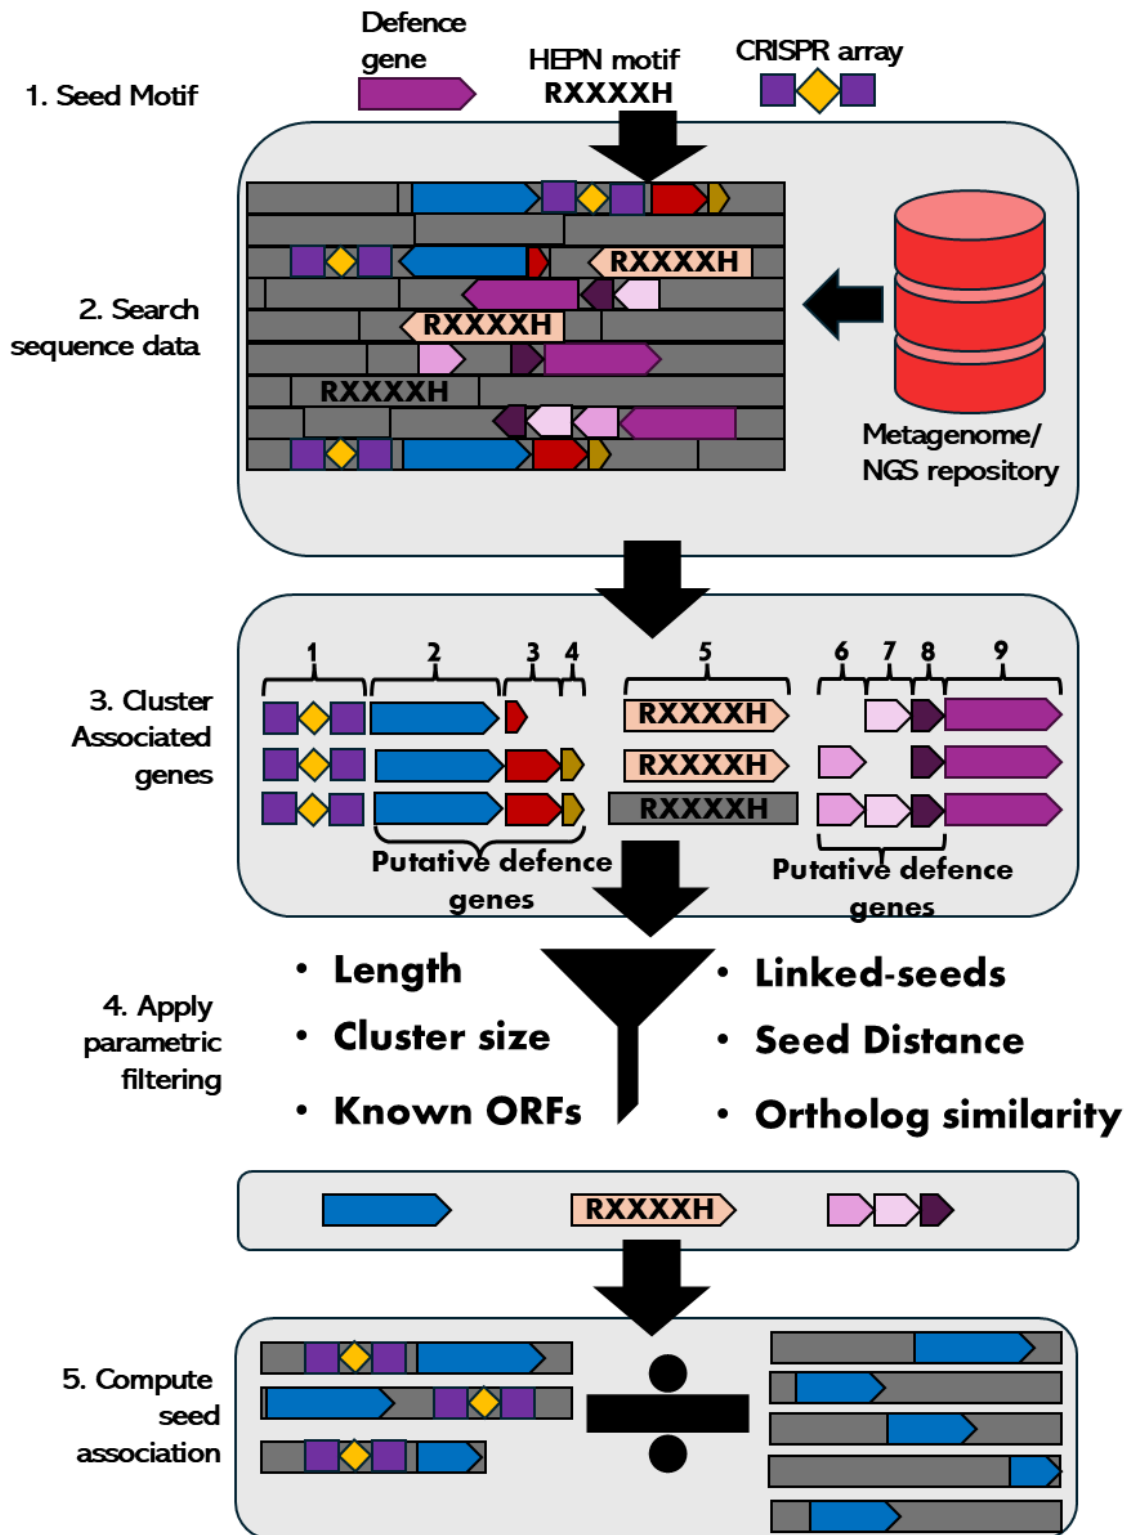 Defence
gene
HEPN motif
RXXXXH
CRISPR array
1. Seed Motif
RXXXXH
RXXXXH
RXXXXH
2. Search
sequence data
Metagenome/
NGS repository
1
2
3
4
5
6
7
8
9
3. Cluster
Associated
genes
RXXXXH
RXXXXH
RXXXXH
Putative defence
genes
Putative defence
genes
4. Apply
parametric
filtering
• Length
• Cluster size
• Known ORFs
• Linked-seeds
• Seed Distance
• Ortholog similarity
RXXXXH
5. Compute
seed
association